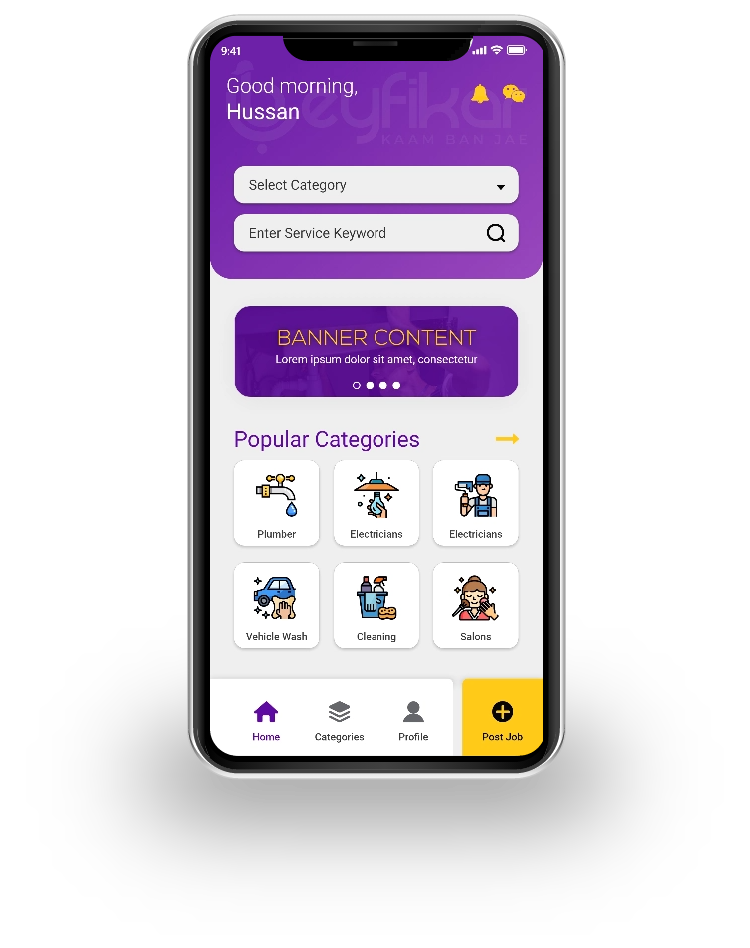 9:41
Good morning,
Hussan
eyfikar
KAAM BAN JAE
Select Category
Enter Service Keyword
BANNER CONTENT
Lorem ipsum dolor sit amet, consectetur
Popular Categories
Plumber
Electricians
Electricians
Vehicle Wash
Cleaning
Salons
Home
Categories
Profile
Post Job